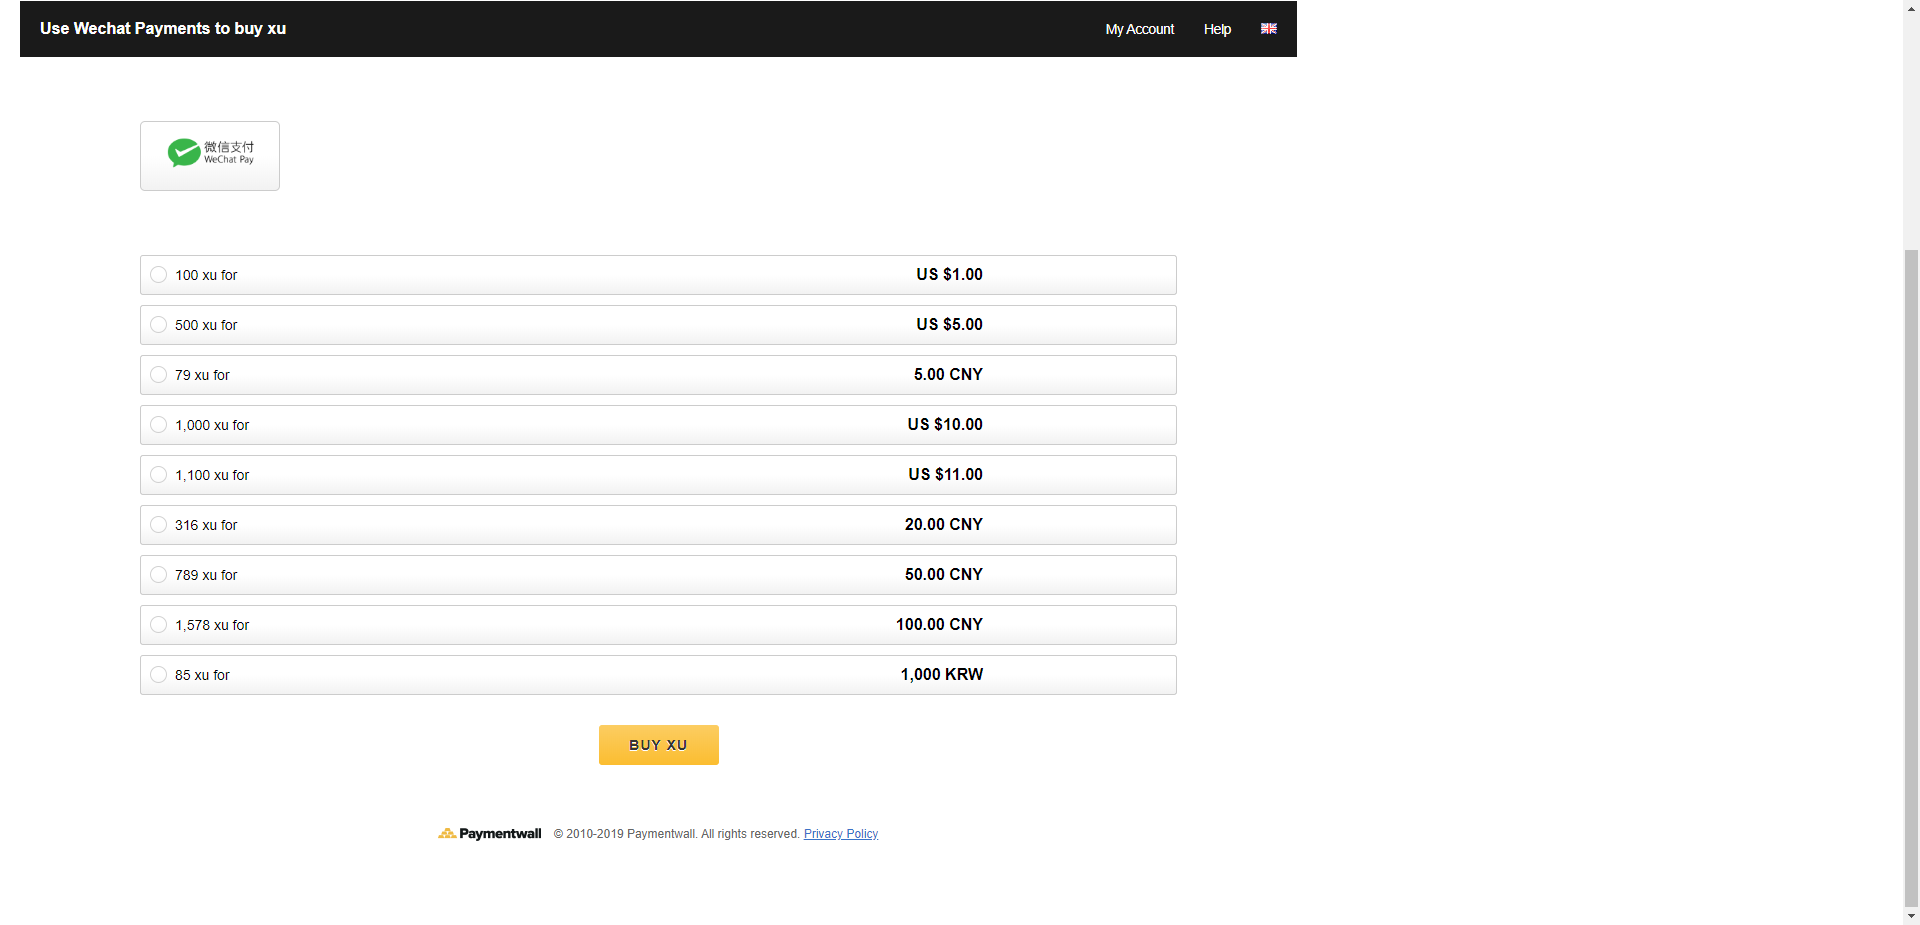 Use Wechat Payments to buy xu
My Account
Help
微信支付
WeChat Pay
100 xu for US $1.00
500 xu for US $5.00
79 xu for 5.00 CNY
1,000 xu for US $10.00
1,100 xu for US $11.00
316 xu for 20.00 CNY
789 xu for 50.00 CNY
1,578 xu for 100.00 CNY
85 xu for 1,000 KRW
BUY XU
Paymentwall © 2010-2019 Paymentwall. All rights reserved. Privacy Policy